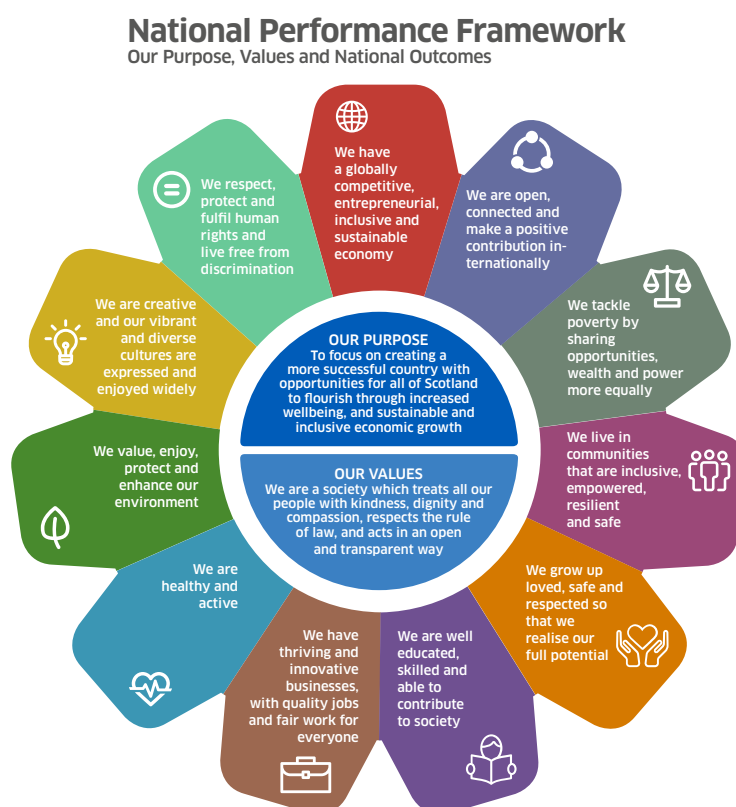 National Performance Framework
Our Purpose, Values and National Outcomes
We have
a globally
competitive,
entrepreneurial,
inclusive and
sustainable
economy
We are open,
connected and
make a positive
contribution in-
ternationally
We tackle
poverty by
sharing
opportunities,
wealth and power
more equally
We live in
communities
that are inclusive,
empowered,
resilient
and safe
We grow up
loved, safe and
respected so
that we
realise our
full potential
We are well
educated,
skilled and
able to
contribute
to society
We have
thriving and
innovative
businesses,
with quality jobs
and fair work for
everyone
We are
healthy and
active
We value, enjoy,
protect and
enhance our
environment
We are creative
and our vibrant
and diverse
cultures are
expressed and
enjoyed widely
We respect,
protect and
fulfil human
rights and
live free from
discrimination
OUR PURPOSE
To focus on creating a
more successful country with
opportunities for all of Scotland
to flourish through increased
wellbeing, and sustainable and
inclusive economic growth
OUR VALUES
We are a society which treats all our
people with kindness, dignity and
compassion, respects the rule
of law, and acts in an open
and transparent way